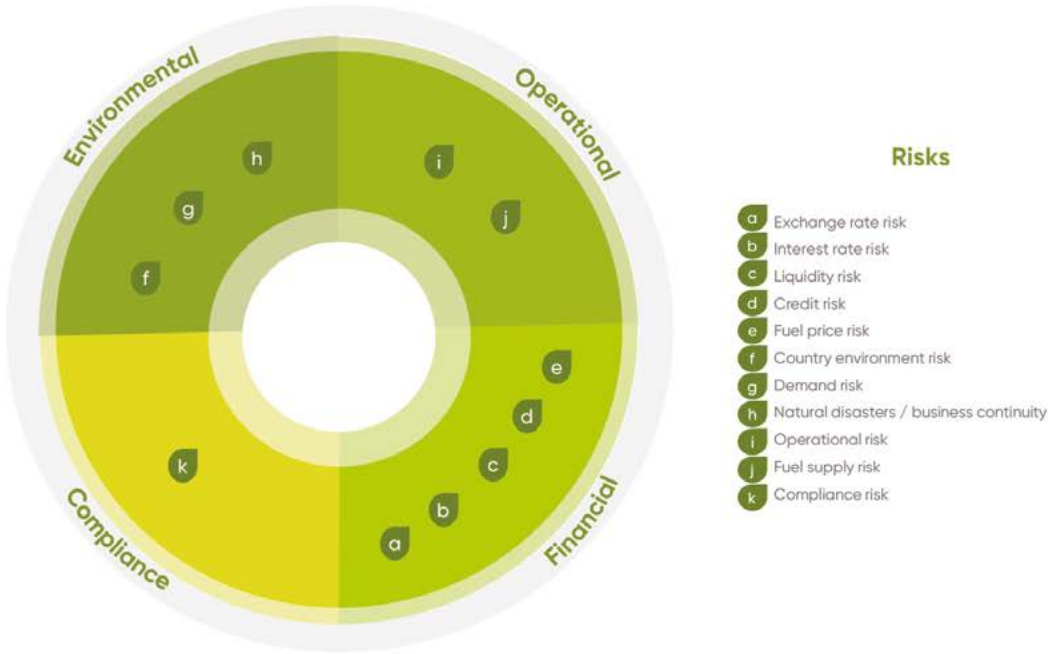 Environmental
Operational
h
i
g
j
f
e
d
k
c
b
a
Compliance
Financial
Risks
a Exchange rate risk
b Interest rate risk
c Liquidity risk
d Credit risk
e Fuel price risk
f Country environment risk
g Demand risk
h Natural disasters / business continuity
i Operational risk
j Fuel supply risk
k Compliance risk